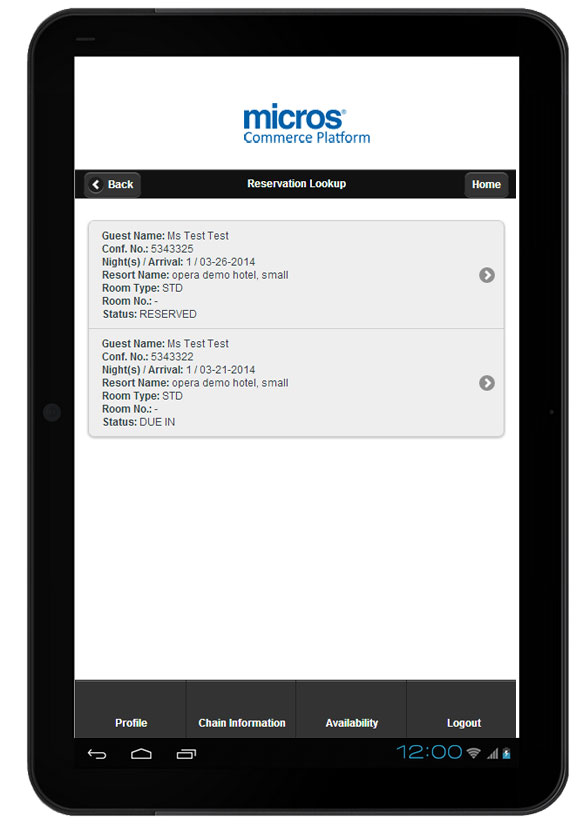 micros®
Commerce Platform
Back Reservation Lookup Home
Guest Name: Ms Test Test
Conf. No.: 5343325
Night(s) / Arrival: 1 / 03-26-2014
Resort Name: opera demo hotel, small
Room Type: STD
Room No.: -
Status: RESERVED
Guest Name: Ms Test Test
Conf. No.: 5343322
Night(s) / Arrival: 1 / 03-21-2014
Resort Name: opera demo hotel, small
Room Type: STD
Room No.: -
Status: DUE IN
Profile Chain Information Availability Logout
12:00